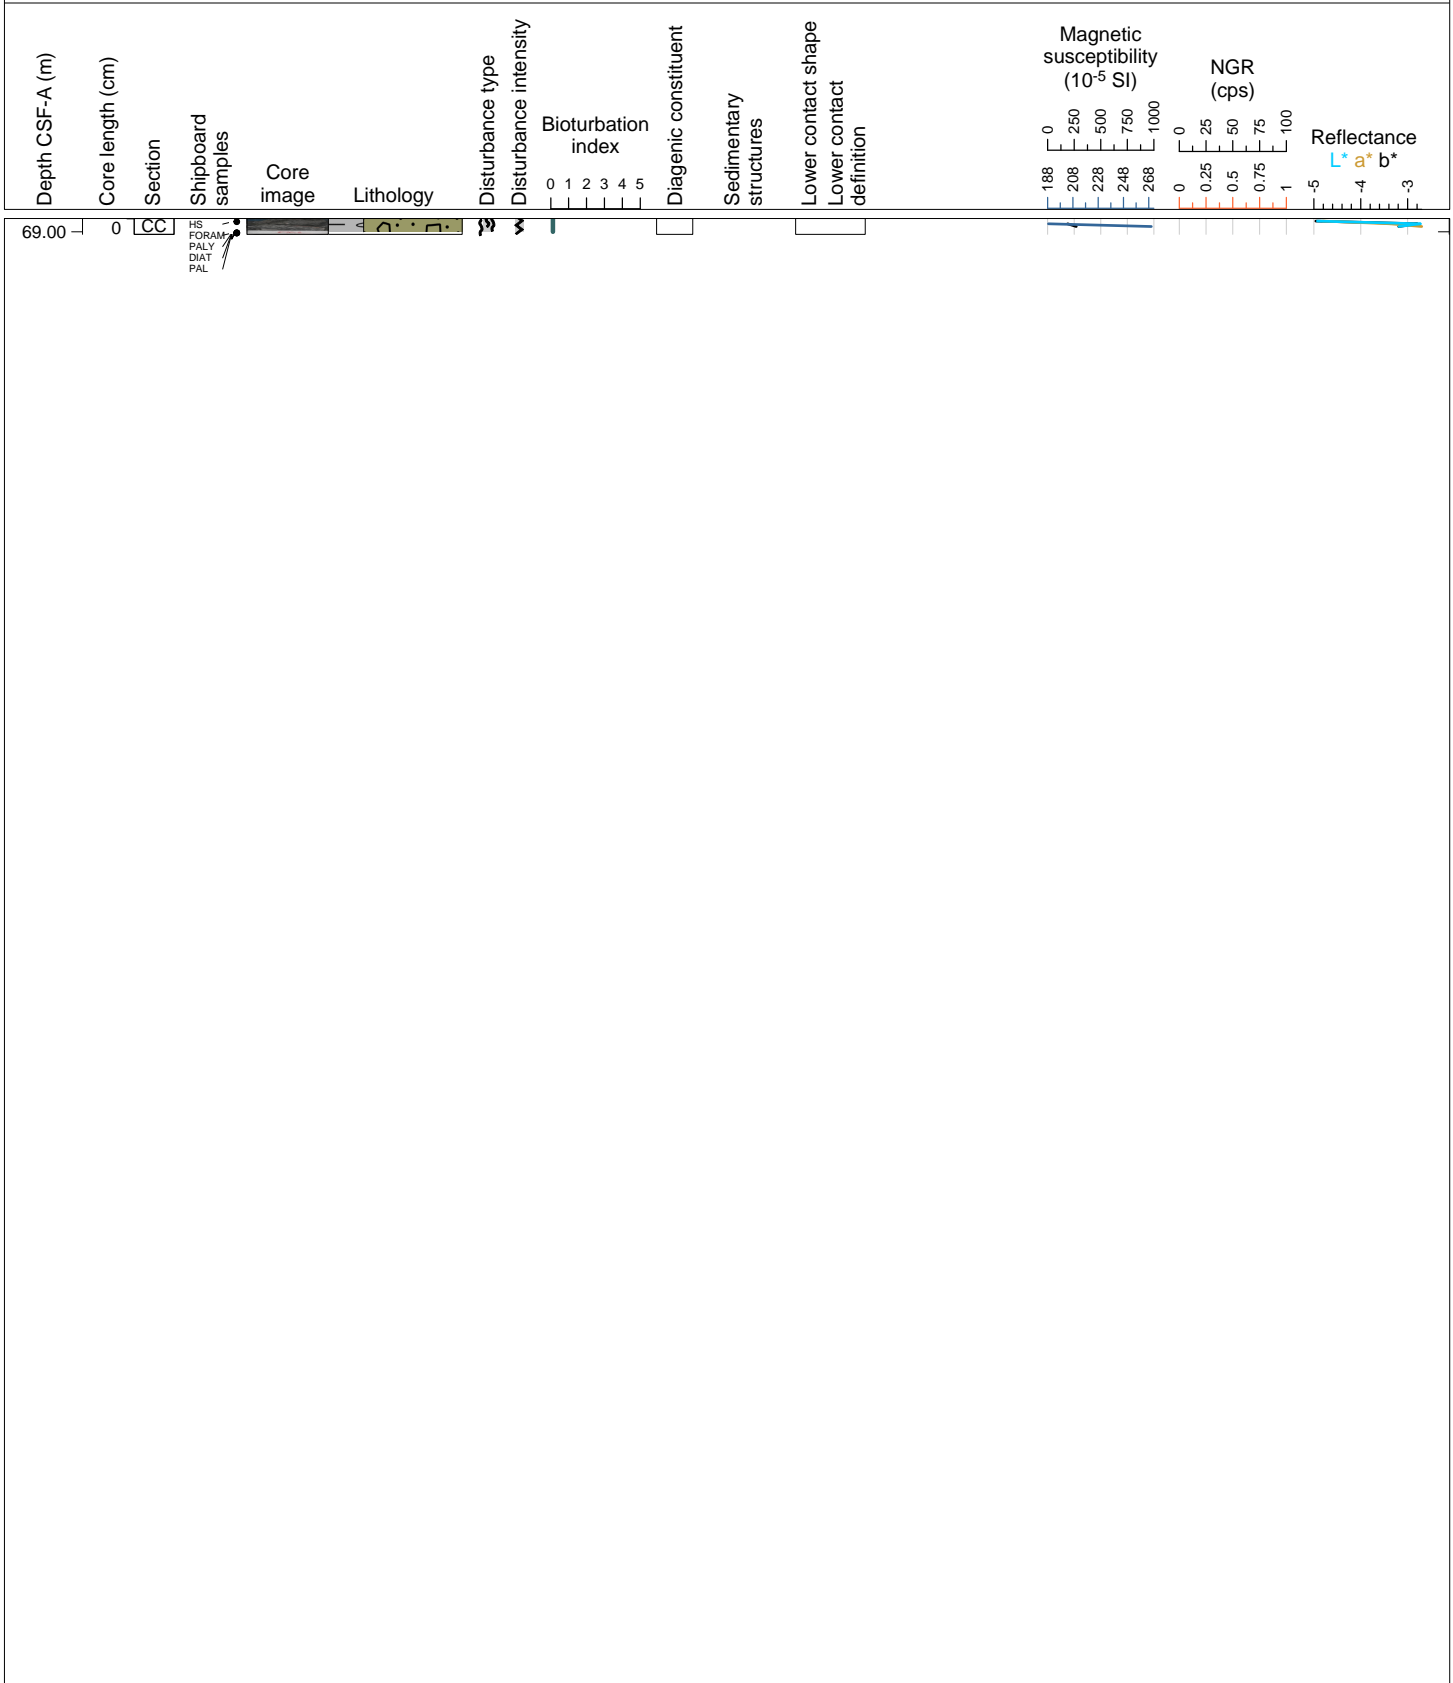 Depth CSF-A (m)
Core length (cm)
Section
Shipboard
samples
Core
image
Lithology
Disturbance type
Disturbance intensity
Bioturbation
index
0 1 2 3 4 5
Diagenic constituent
Sedimentary
structures
Lower contact shape
Lower contact
definition
Magnetic
susceptibility
(10-5 SI)
0 250 500 750 1000
188 208 228 248 268
NGR
(cps)
0 25 50 75 100
0 0.25 0.5 0.75 1
Reflectance
L* a* b*
-5 -4 -3
69.00
0
CC
HS
FORAM
PALY
DIAT
PAL